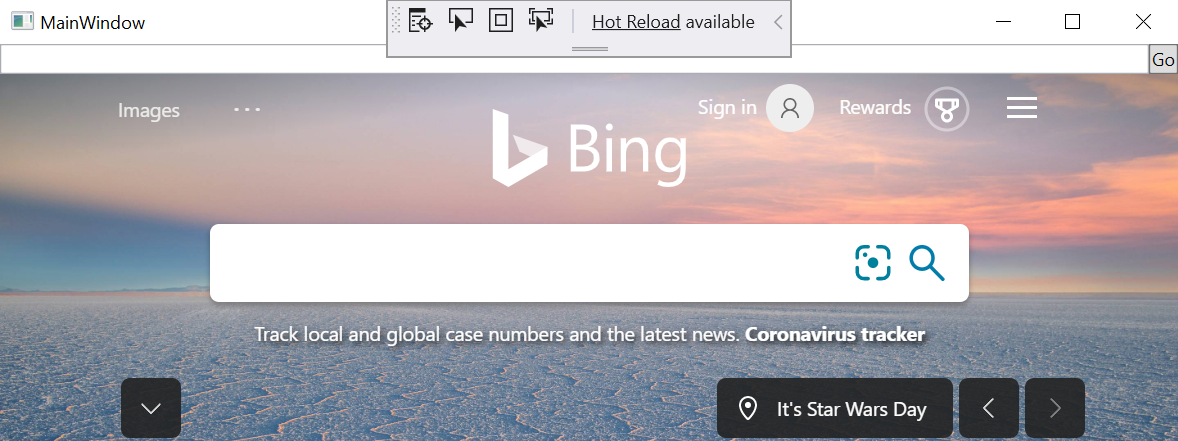 MainWindow
Hot Reload available
Go
Images
Sign in
Rewards
Bing
Track local and global case numbers and the latest news. Coronavirus tracker
It's Star Wars Day